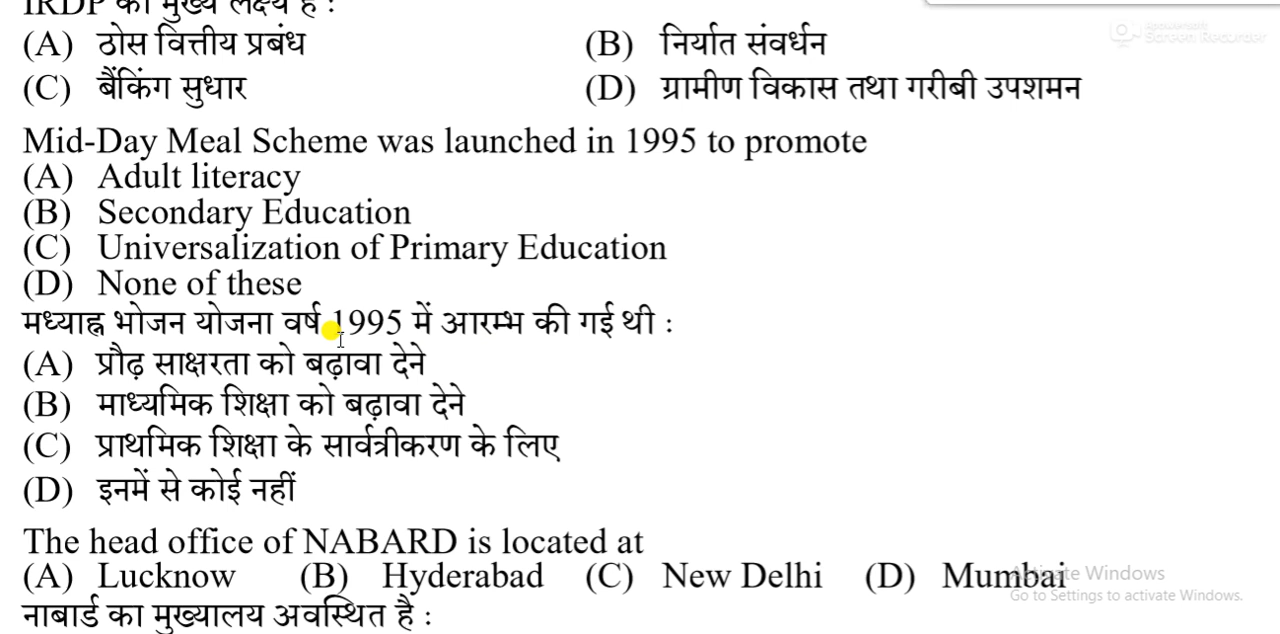 IRDP का मुख्य लक्ष्य है :
(A) ठोस वित्तीय प्रबंध (B) निर्यात संवर्धन
(C) बैंकिंग सुधार (D) ग्रामीण विकास तथा गरीबी उपशमन
Mid-Day Meal Scheme was launched in 1995 to promote
(A) Adult literacy
(B) Secondary Education
(C) Universalization of Primary Education
(D) None of these
मध्याह्न भोजन योजना वर्ष 1995 में आरम्भ की गई थी :
(A) प्रौढ़ साक्षरता को बढ़ावा देने
(B) माध्यमिक शिक्षा को बढ़ावा देने
(C) प्राथमिक शिक्षा के सार्वत्रीकरण के लिए
(D) इनमें से कोई नहीं
The head office of NABARD is located at
(A) Lucknow (B) Hyderabad (C) New Delhi (D) Mumbai
नाबार्ड का मुख्यालय अवस्थित है :
Apowersoft
Screen Recorder
Activate Windows
Go to Settings to activate Windows.